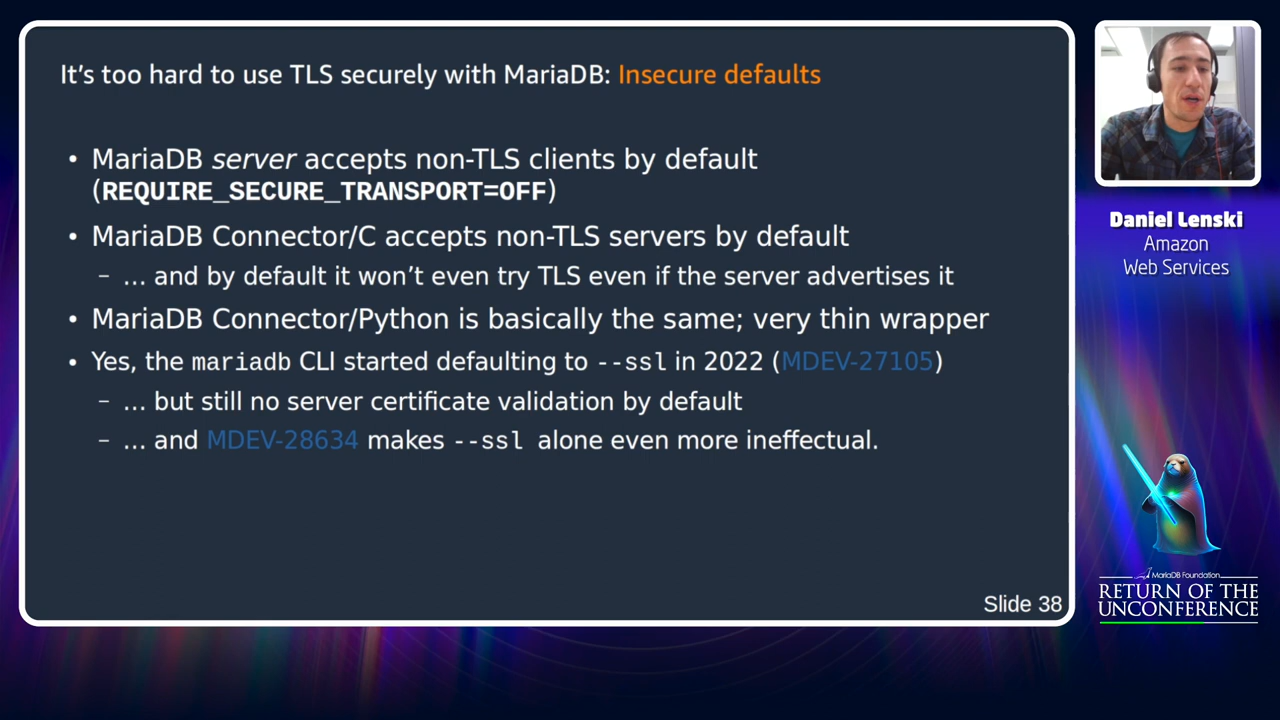 It's too hard to use TLS securely with MariaDB: Insecure defaults
• MariaDB server accepts non-TLS clients by default
(REQUIRE_SECURE_TRANSPORT=OFF)
• MariaDB Connector/C accepts non-TLS servers by default
– … and by default it won't even try TLS even if the server advertises it
• MariaDB Connector/Python is basically the same; very thin wrapper
• Yes, the mariadb CLI started defaulting to --ssl in 2022 (MDEV-27105)
– … but still no server certificate validation by default
– … and MDEV-28634 makes --ssl alone even more ineffectual.
Slide 38
Daniel Lenski
Amazon
Web Services
MariaDB Foundation
RETURN OF THE
UNCONFERENCE